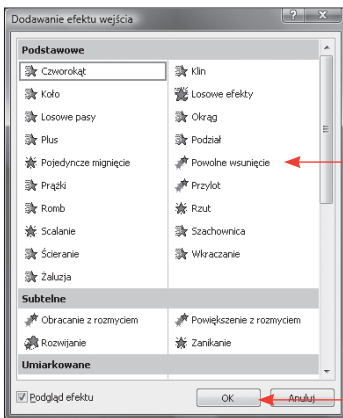 Dodawanie efektu wejścia
Podstawowe
Czworokąt Klin
Koło Losowe efekty
Losowe pasy Okrąg
Plus Podział
Pojedyncze mignięcie Powolne wsunięcie
Prążki Przylot
Romb Rzut
Scalanie Szachownica
Ścieranie Wkraczanie
Żaluzja
Subtelne
Obracanie z rozmyciem Powiększenie z rozmyciem
Rozwijanie Zanikanie
Umiarkowane
Podgląd efektu OK Anuluj